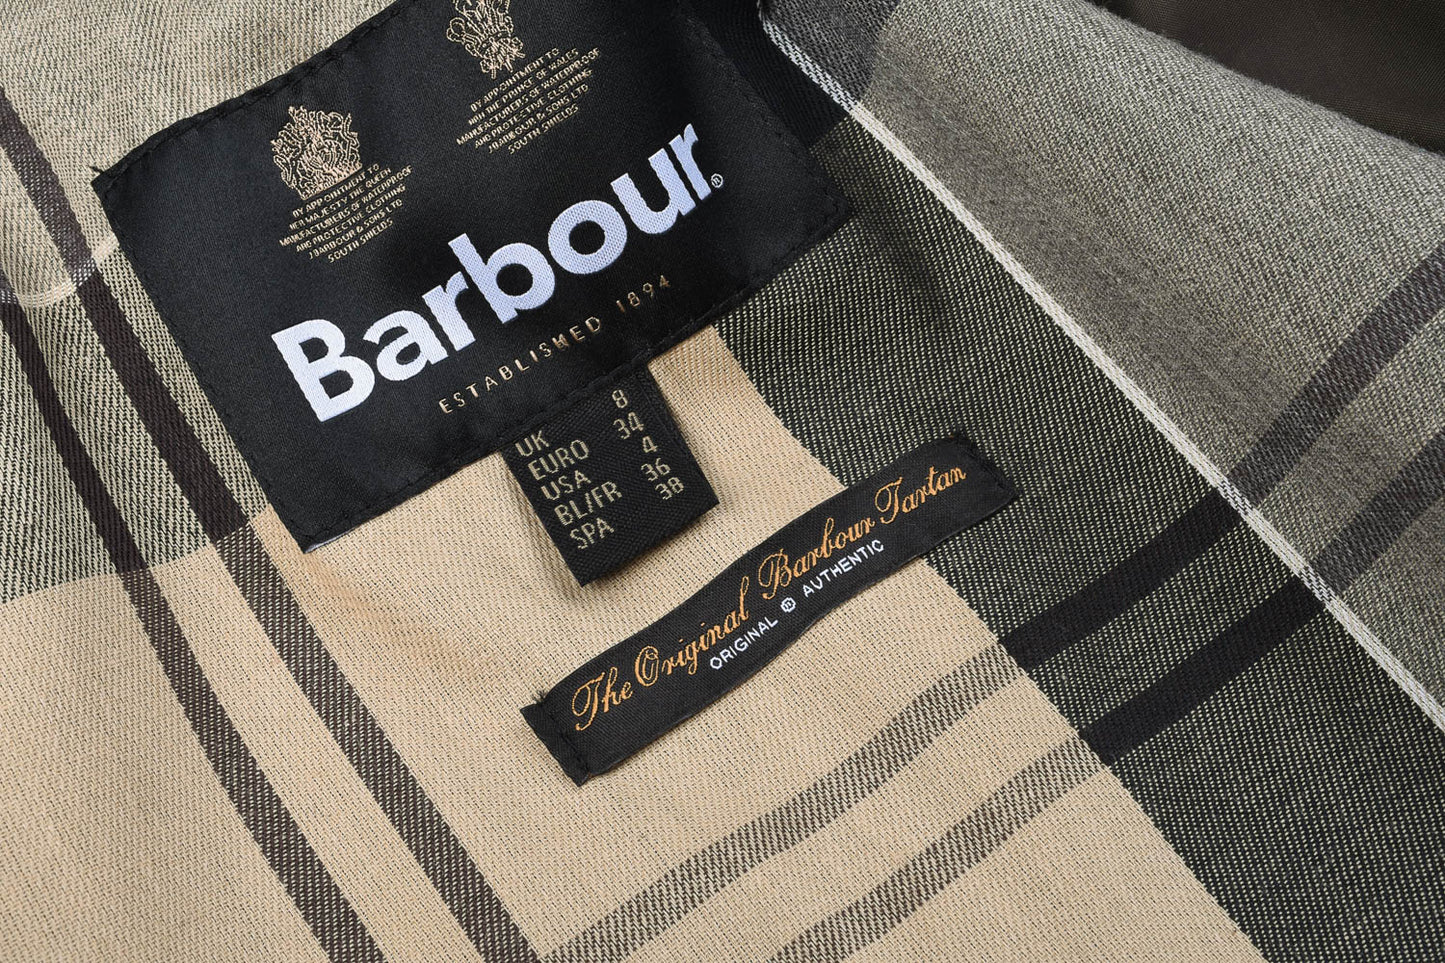 BY APPOINTMENT TO
HER MAJESTY THE QUEEN
MANUFACTURERS OF WATERPROOF
AND PROTECTIVE CLOTHING
J BARBOUR & SONS LTD
SOUTH SHIELDS
BY APPOINTMENT TO
HRH THE PRINCE OF WALES
MANUFACTURERS OF WATERPROOF
AND PROTECTIVE CLOTHING
J BARBOUR & SONS LTD
SOUTH SHIELDS
Barbour®
ESTABLISHED 1894
UK 8
EURO 34
USA 4
BL/FR 36
SPA 38
The Original Barbour Tartan
ORIGINAL ® AUTHENTIC